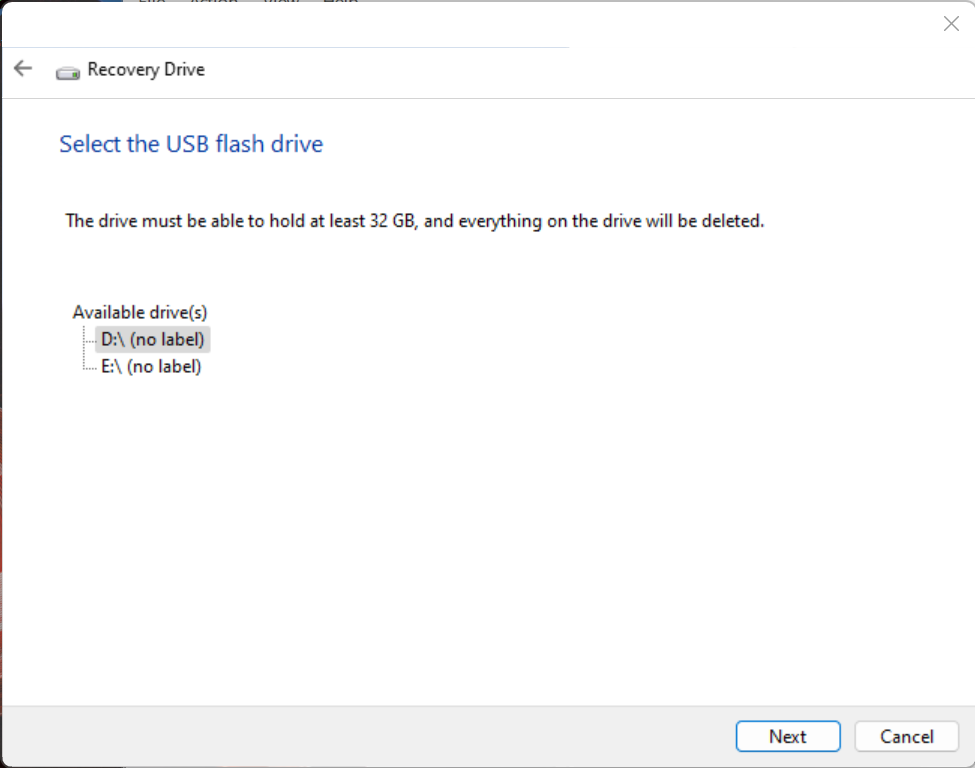 Recovery Drive
Select the USB flash drive
The drive must be able to hold at least 32 GB, and everything on the drive will be deleted.
Available drive(s)
D:\ (no label)
E:\ (no label)
Next
Cancel